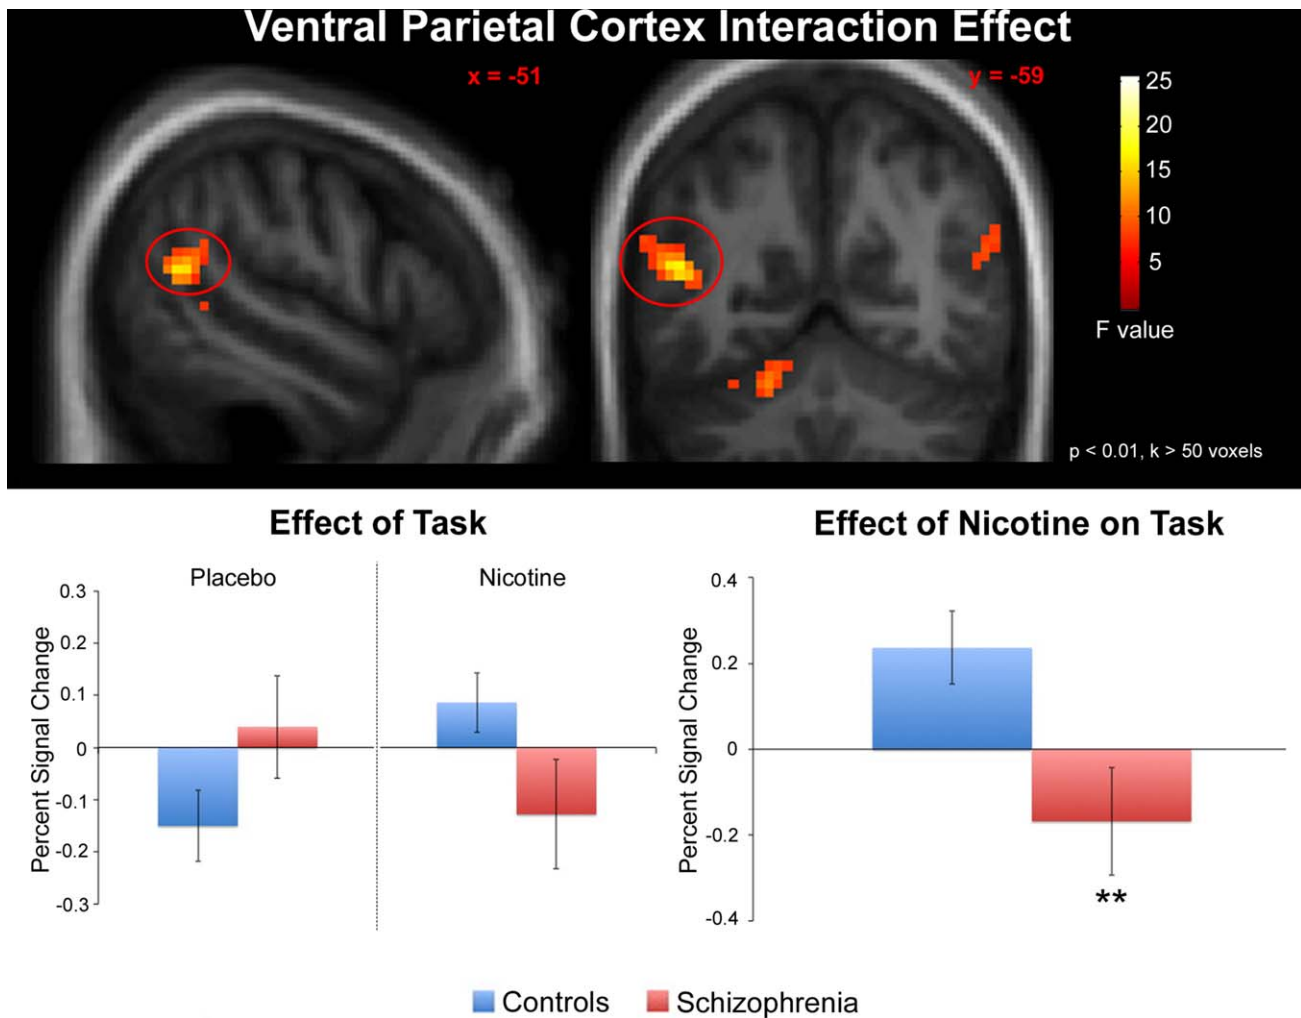 Ventral Parietal Cortex Interaction Effect
x = -51
y = -59
25
20
15
10
5
F value
p < 0.01, k > 50 voxels
Effect of Task
Placebo
Nicotine
Percent Signal Change
0.3
0.2
0.1
0
-0.1
-0.2
-0.3
Effect of Nicotine on Task
Percent Signal Change
0.4
0.2
0
-0.2
-0.4
**
Controls
Schizophrenia